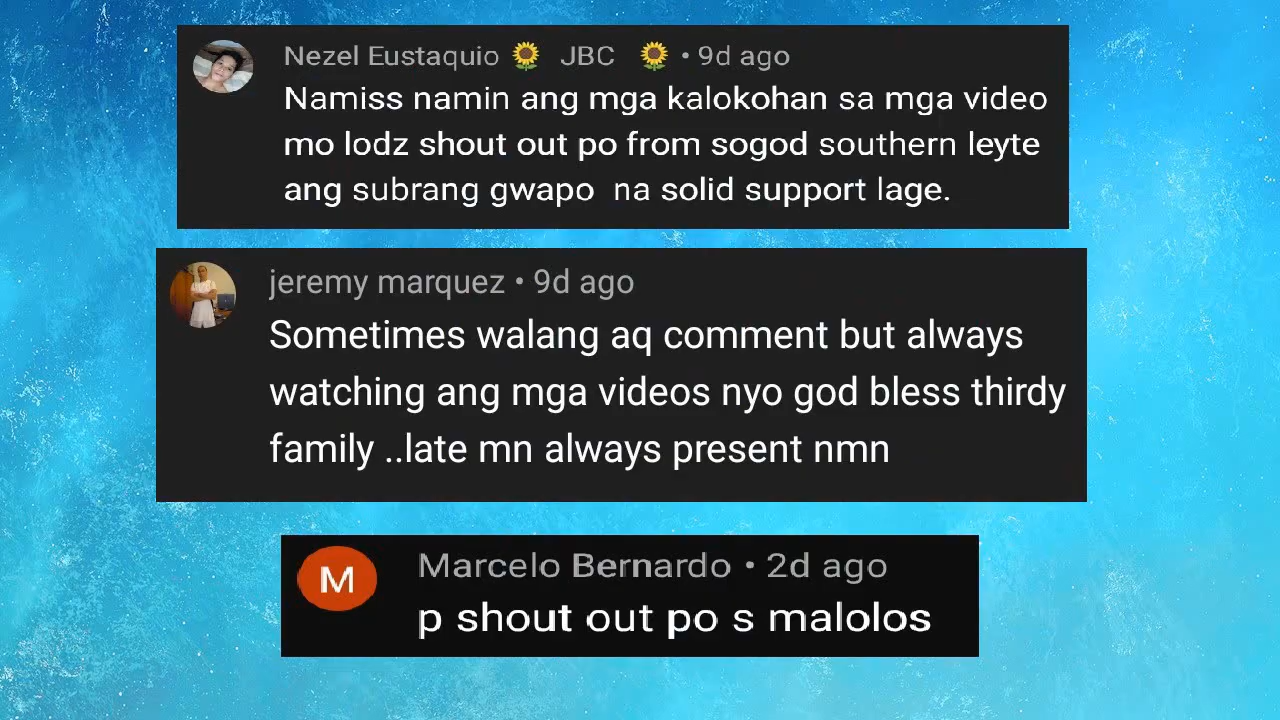 Nezel Eustaquio 🌻 JBC 🌻 • 9d ago
Namiss namin ang mga kalokohan sa mga video
mo lodz shout out po from sogod southern leyte
ang subrang gwapo na solid support lage.
jeremy marquez • 9d ago
Sometimes walang aq comment but always
watching ang mga videos nyo god bless thirdy
family ..late mn always present nmn
M
Marcelo Bernardo • 2d ago
p shout out po s malolos